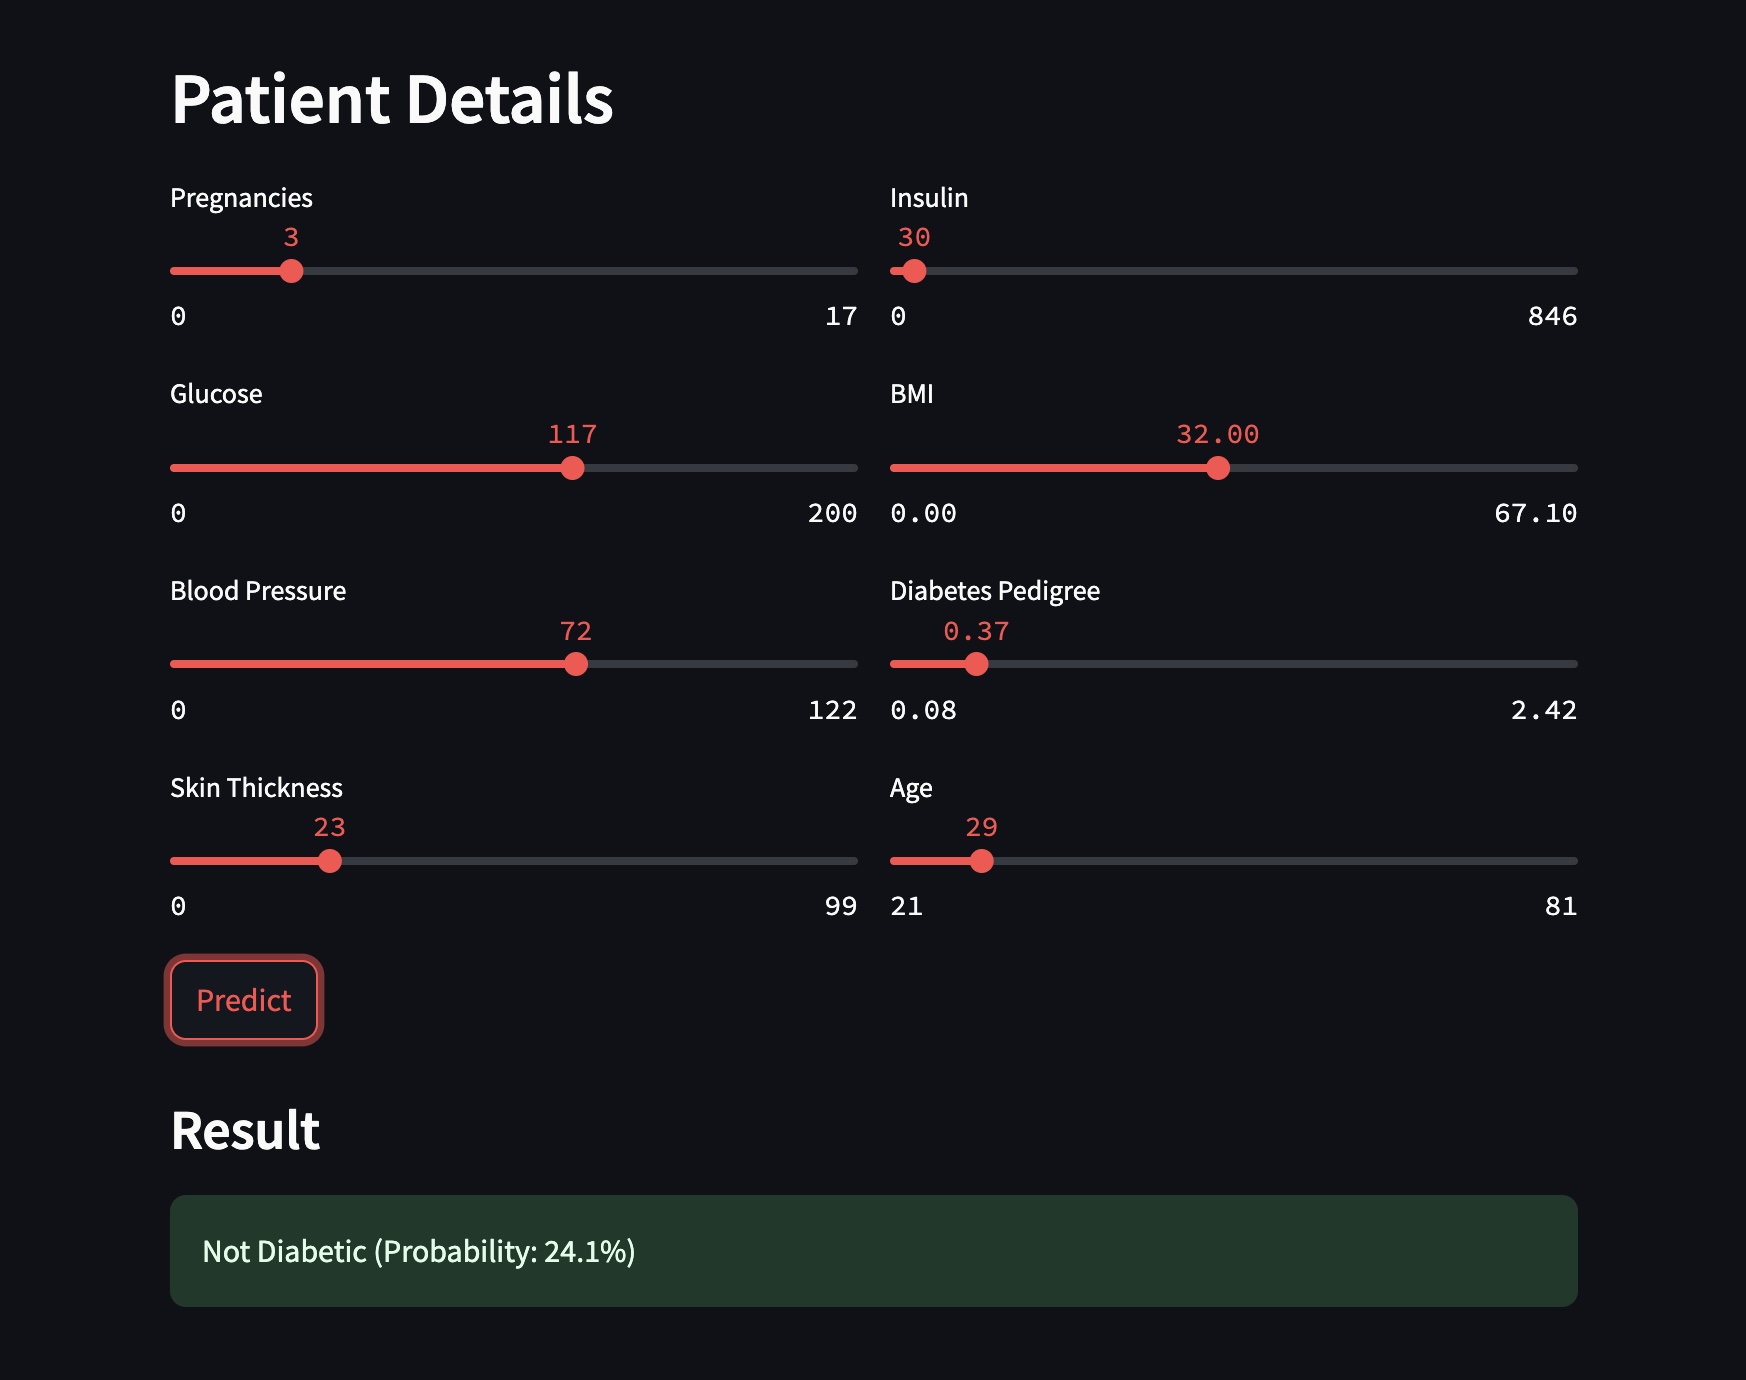 Patient Details
Pregnancies
3
0 17
Glucose
117
0 200
Blood Pressure
72
0 122
Skin Thickness
23
0 99
Insulin
30
0 846
BMI
32.00
0.00 67.10
Diabetes Pedigree
0.37
0.08 2.42
Age
29
21 81
Predict
Result
Not Diabetic (Probability: 24.1%)